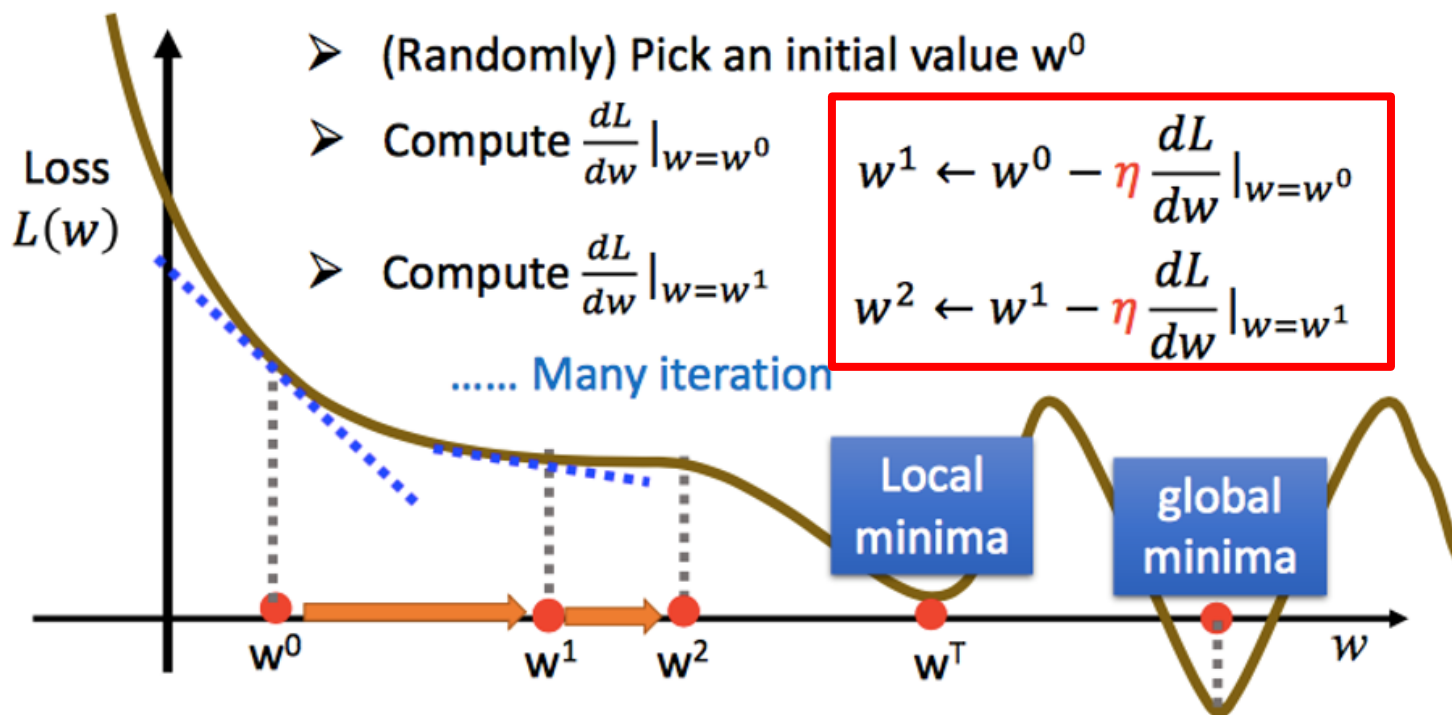 ➢ (Randomly) Pick an initial value w⁰
➢ Compute dL/dw |w=w⁰
w¹ ← w⁰ − η dL/dw |w=w⁰
➢ Compute dL/dw |w=w¹
w² ← w¹ − η dL/dw |w=w¹
...... Many iteration
Loss
L(w)
Local
minima
global
minima
w⁰
w¹
w²
wᵀ
w